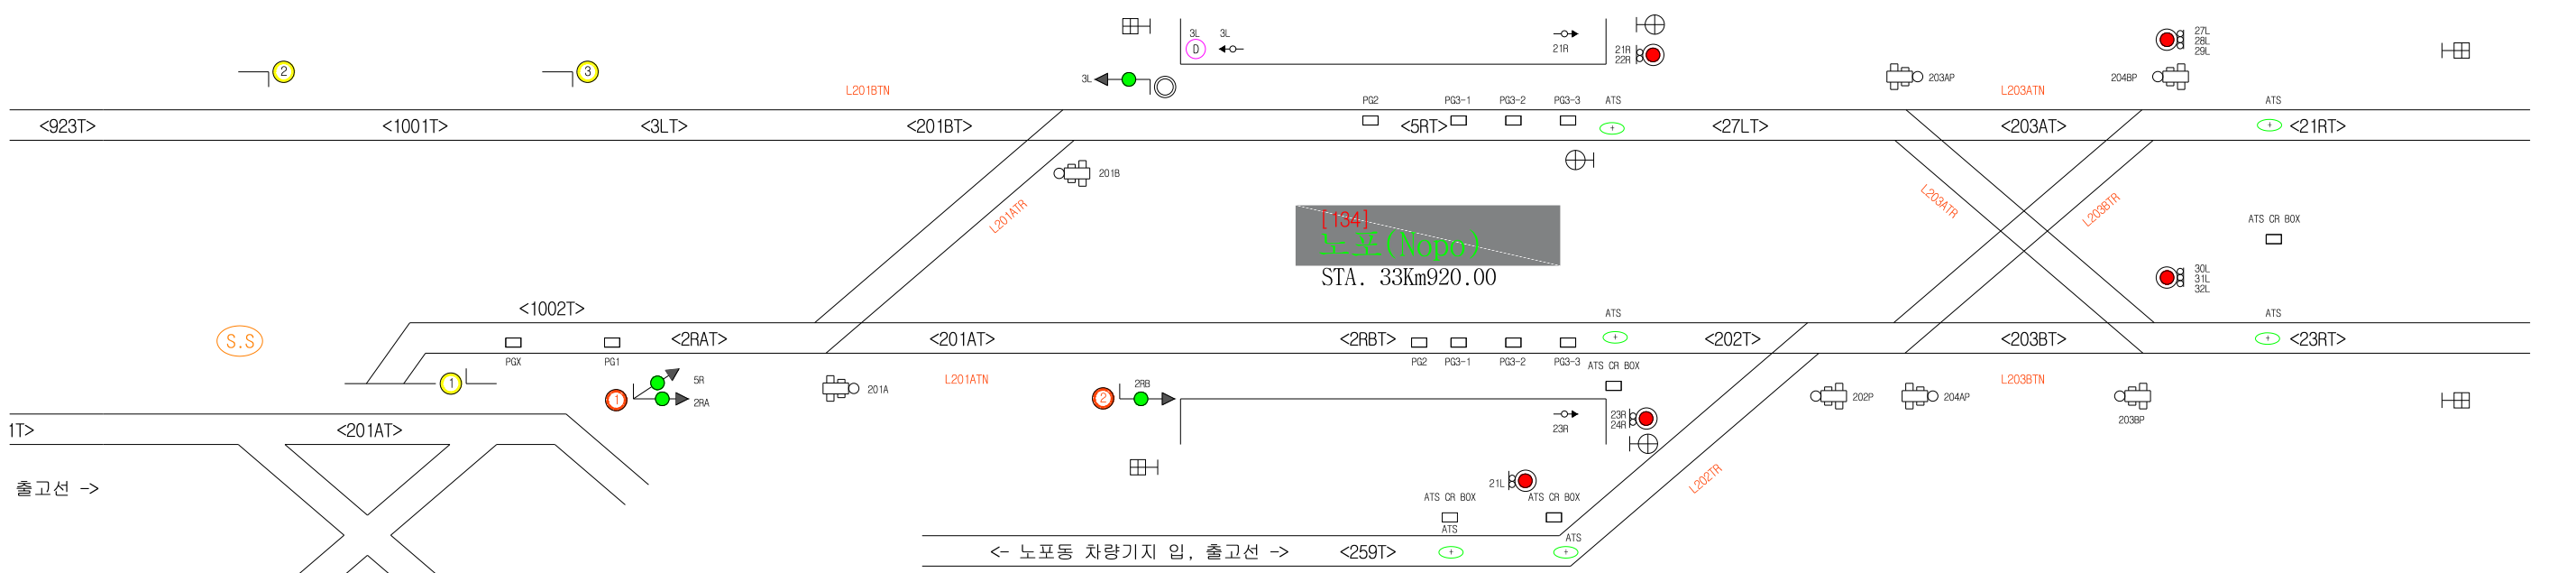 2
3
L201BTN
3L
3L
D
3L
21R
21R
22R
203AP
L203ATN
204BP
27L
28L
29L
PG2
PG3-1
PG3-2
PG3-3
ATS
ATS
<923T>
<1001T>
<3LT>
<201BT>
<5RT>
<27LT>
<203AT>
<21RT>
201B
L201ATR
[134]
노포(Nopo)
STA. 33Km920.00
L203ATR
L203BTR
ATS CR BOX
30L
31L
32L
<1002T>
ATS
ATS
S.S
<2RAT>
<201AT>
<2RBT>
<202T>
<203BT>
<23RT>
PGX
PG1
PG2
PG3-1
PG3-2
PG3-3
ATS CR BOX
1
5R
2RA
1
201A
L201ATN
2
2RB
23R
23R
24R
202P
204AP
L203BTN
203BP
1T>
<201AT>
출고선 ->
21L
L202TR
ATS CR BOX
ATS CR BOX
ATS
ATS
<- 노포동 차량기지 입, 출고선 ->
<259T>